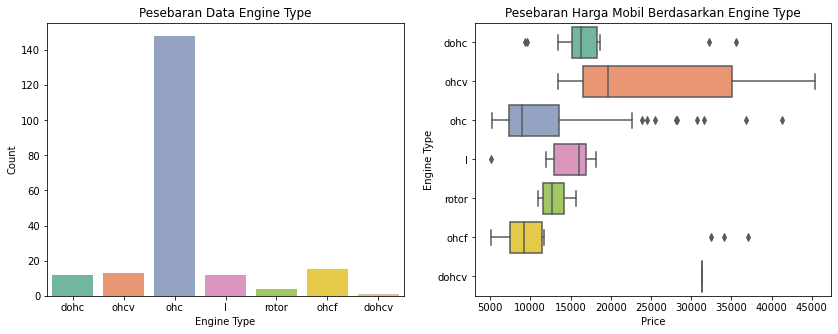 Pesebaran Data Engine Type
140
120
100
80
60
40
20
0
Count
dohc ohcv ohc l rotor ohcf dohcv
Engine Type
Pesebaran Harga Mobil Berdasarkan Engine Type
dohc
ohcv
ohc
l
rotor
ohcf
dohcv
Engine Type
5000 10000 15000 20000 25000 30000 35000 40000 45000
Price